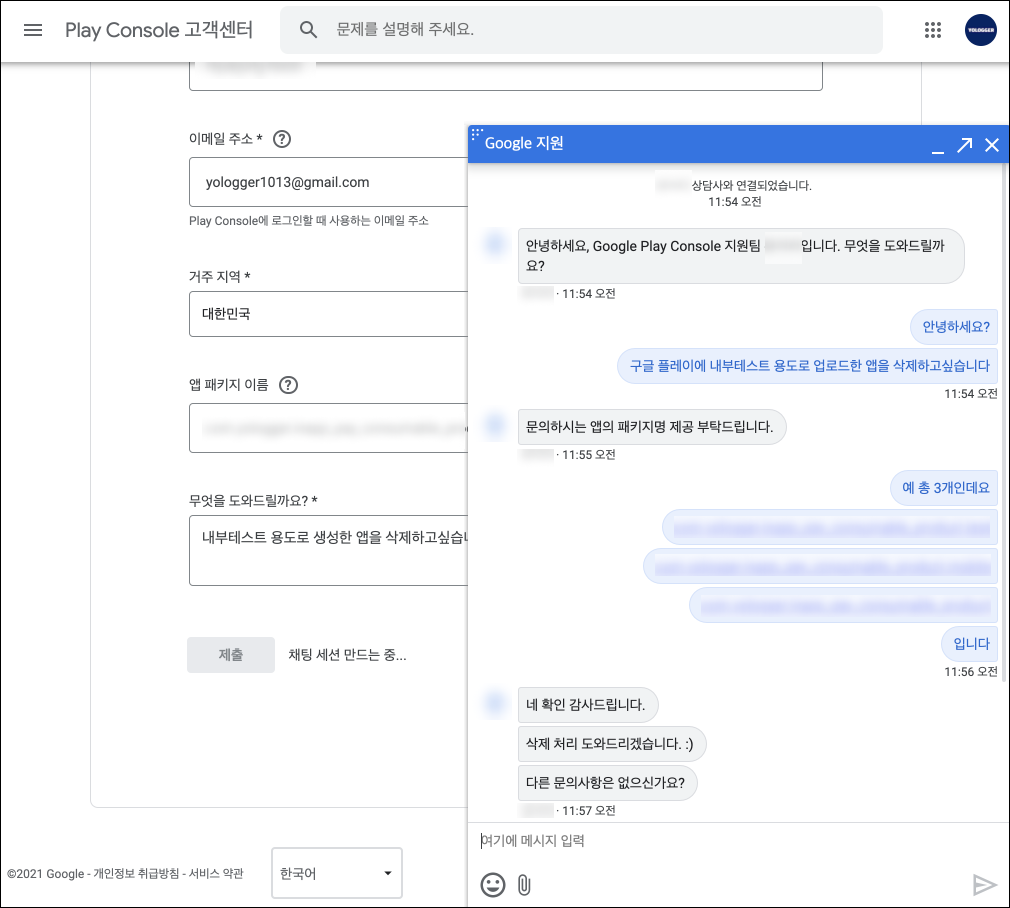 Play Console 고객센터
문제를 설명해 주세요.
YOLOGGER
이메일 주소 *
yologger1013@gmail.com
Play Console에 로그인할 때 사용하는 이메일 주소
거주 지역 *
대한민국
앱 패키지 이름
무엇을 도와드릴까요? *
내부테스트 용도로 생성한 앱을 삭제하고싶습니
제출
채팅 세션 만드는 중...
©2021 Google - 개인정보 취급방침 - 서비스 약관
한국어
Google 지원
상담사와 연결되었습니다.
11:54 오전
안녕하세요, Google Play Console 지원팀 입니다. 무엇을 도와드릴까
요?
· 11:54 오전
안녕하세요?
구글 플레이에 내부테스트 용도로 업로드한 앱을 삭제하고싶습니다
11:54 오전
문의하시는 앱의 패키지명 제공 부탁드립니다.
· 11:55 오전
예 총 3개인데요
입니다
11:56 오전
네 확인 감사드립니다.
삭제 처리 도와드리겠습니다. :)
다른 문의사항은 없으신가요?
· 11:57 오전
여기에 메시지 입력